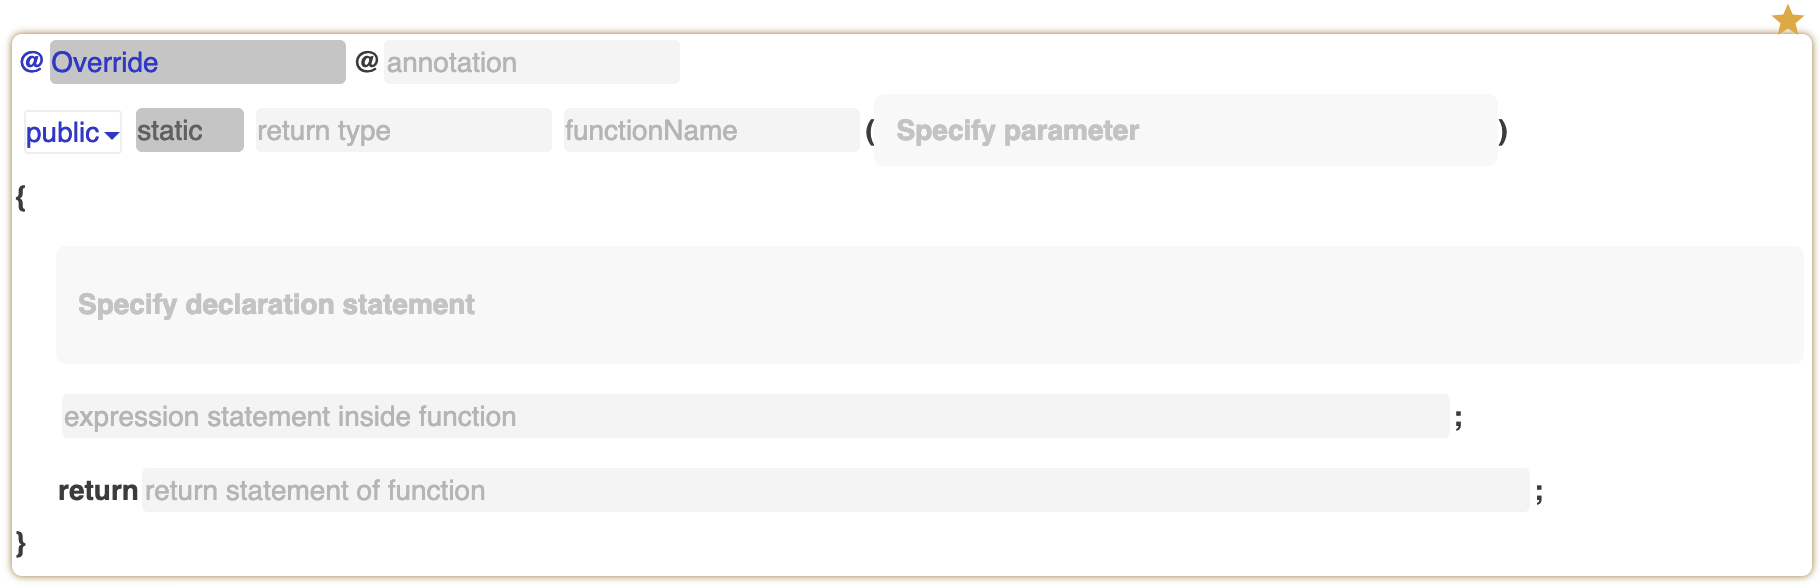 @ Override @ annotation
public static return type functionName ( Specify parameter )
{
Specify declaration statement
expression statement inside function ;
return return statement of function ;
}